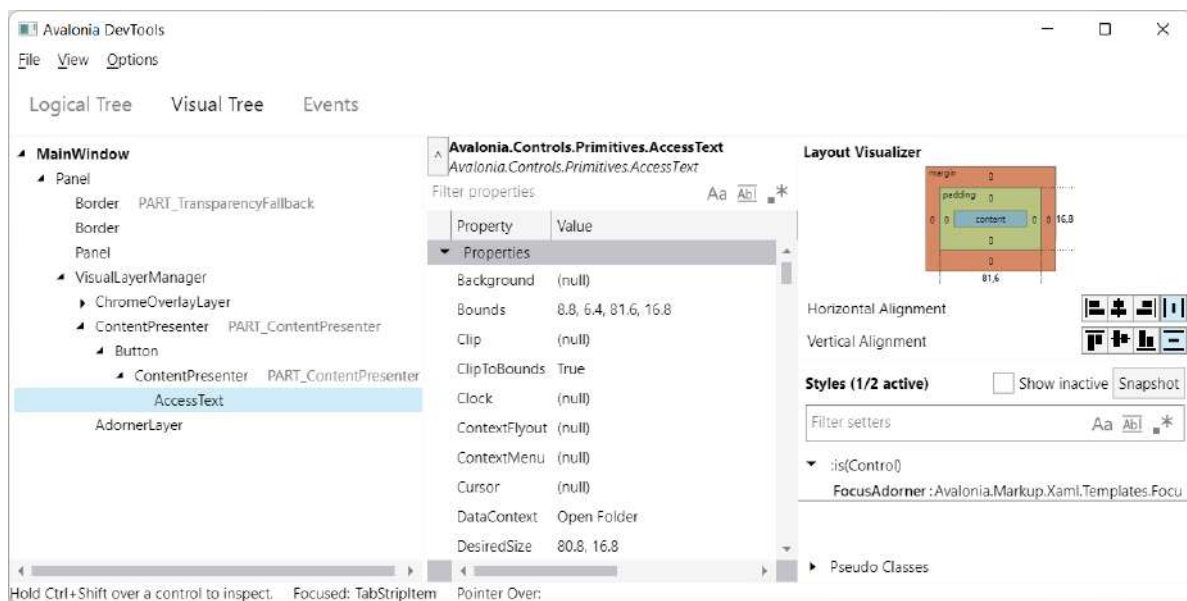 Avalonia DevTools
File View Options
Logical Tree Visual Tree Events
MainWindow
Panel
Border PART_TransparencyFallback
Border
Panel
VisualLayerManager
ChromeOverlayLayer
ContentPresenter PART_ContentPresenter
Button
ContentPresenter PART_ContentPresenter
AccessText
AdornerLayer
Avalonia.Controls.Primitives.AccessText
Avalonia.Controls.Primitives.AccessText
Filter properties Aa Abl .*
Property Value
Properties
Background (null)
Bounds 8.8, 6.4, 81.6, 16.8
Clip (null)
ClipToBounds True
Clock (null)
ContextFlyout (null)
ContextMenu (null)
Cursor (null)
DataContext Open Folder
DesiredSize 80.8, 16.8
Layout Visualizer
margin 0
padding 0
0 0 content 0 0 16,8
0
0
81,6
Horizontal Alignment
Vertical Alignment
Styles (1/2 active) Show inactive Snapshot
Filter setters Aa Abl .*
:is(Control)
FocusAdorner :Avalonia.Markup.Xaml.Templates.Focu
Pseudo Classes
Hold Ctrl+Shift over a control to inspect. Focused: TabStripItem Pointer Over: